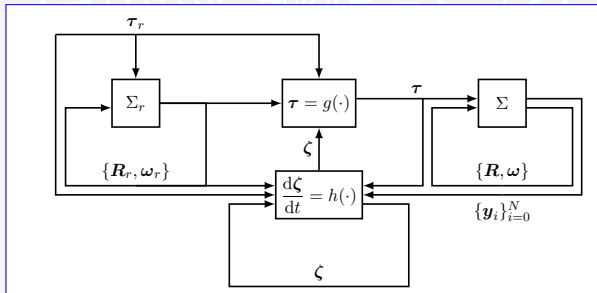 𝝉_r
Σ_r
𝝉 = g(·)
𝝉
Σ
𝜻
{𝑹_r, 𝝎_r}
{𝑹, 𝝎}
d𝜻/dt = h(·)
{𝒚_i}_{i=0}^N
𝜻